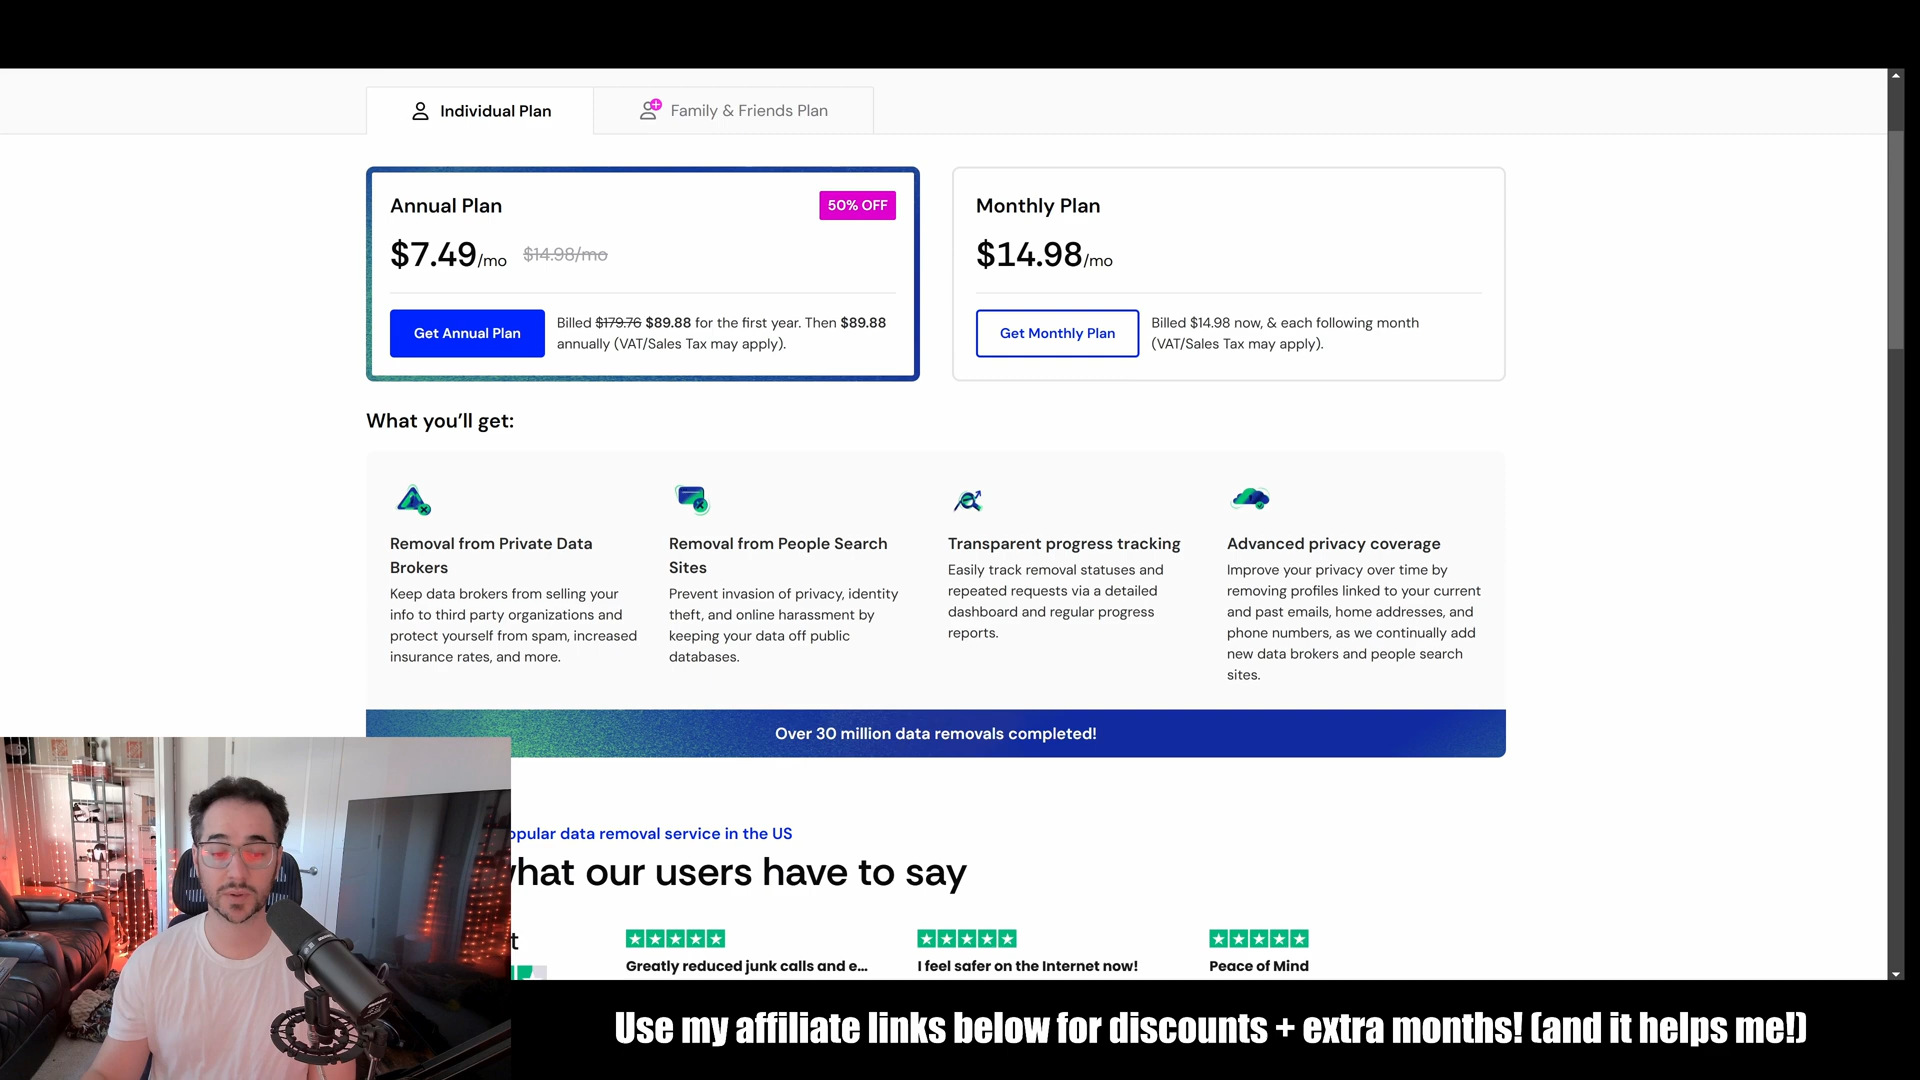 Individual Plan
Family & Friends Plan
Annual Plan
50% OFF
$7.49/mo $14.98/mo
Get Annual Plan
Billed $179.76 $89.88 for the first year. Then $89.88
annually (VAT/Sales Tax may apply).
Monthly Plan
$14.98/mo
Get Monthly Plan
Billed $14.98 now, & each following month
(VAT/Sales Tax may apply).
What you’ll get:
Removal from Private Data
Brokers
Keep data brokers from selling your
info to third party organizations and
protect yourself from spam, increased
insurance rates, and more.
Removal from People Search
Sites
Prevent invasion of privacy, identity
theft, and online harassment by
keeping your data off public
databases.
Transparent progress tracking
Easily track removal statuses and
repeated requests via a detailed
dashboard and regular progress
reports.
Advanced privacy coverage
Improve your privacy over time by
removing profiles linked to your current
and past emails, home addresses, and
phone numbers, as we continually add
new data brokers and people search
sites.
Over 30 million data removals completed!
opular data removal service in the US
what our users have to say
t
Greatly reduced junk calls and e...
I feel safer on the Internet now!
Peace of Mind
Use my affiliate links below for discounts + extra months! (and it helps me!)